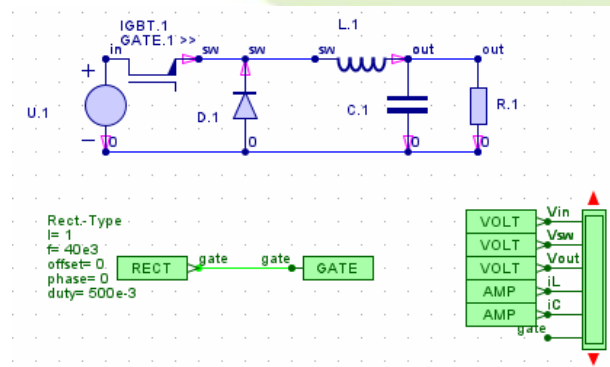 IGBT.1
GATE.1 >>
L.1
in
sw
sw
sw
out
out
+
U.1
D.1
C.1
R.1
0
0
0
0
Rect.-Type
I= 1
f= 40e3
offset= 0.
phase= 0
duty= 500e-3
RECT
gate
gate
GATE
VOLT
Vin
VOLT
Vsw
VOLT
Vout
AMP
iL
AMP
iC
gate